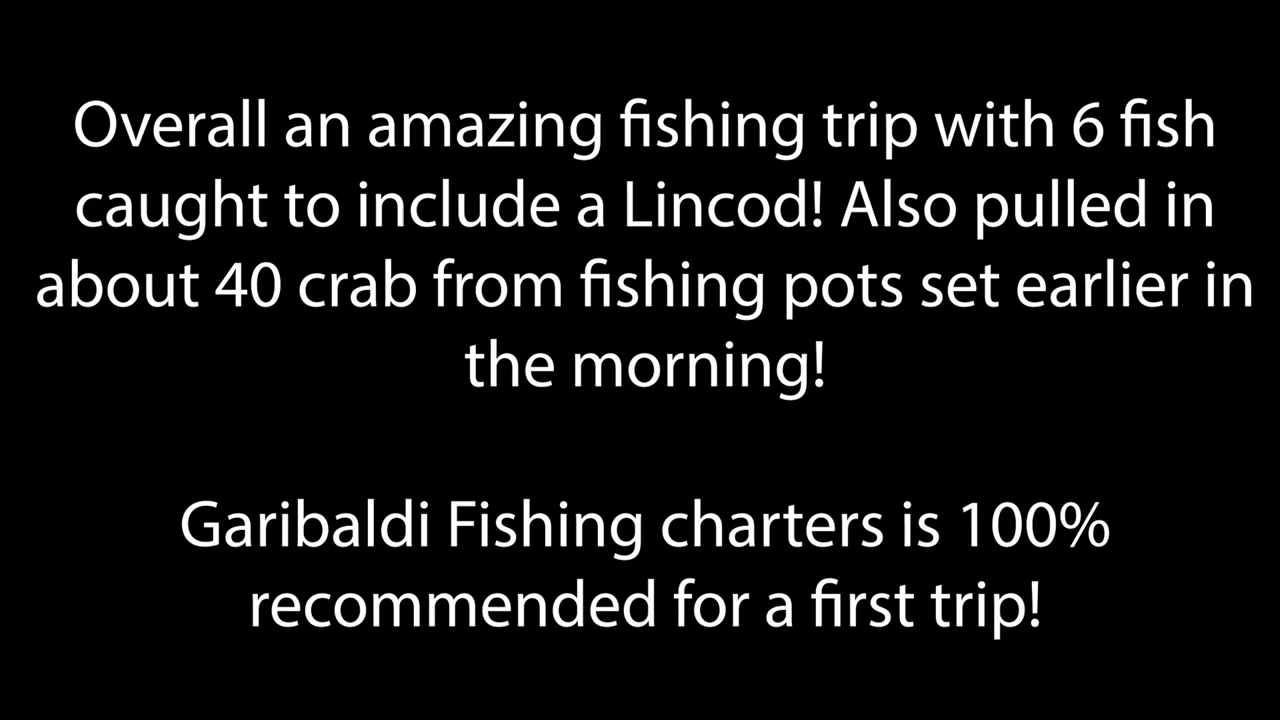 Overall an amazing fishing trip with 6 fish
caught to include a Lincod! Also pulled in
about 40 crab from fishing pots set earlier in
the morning!
Garibaldi Fishing charters is 100%
recommended for a first trip!